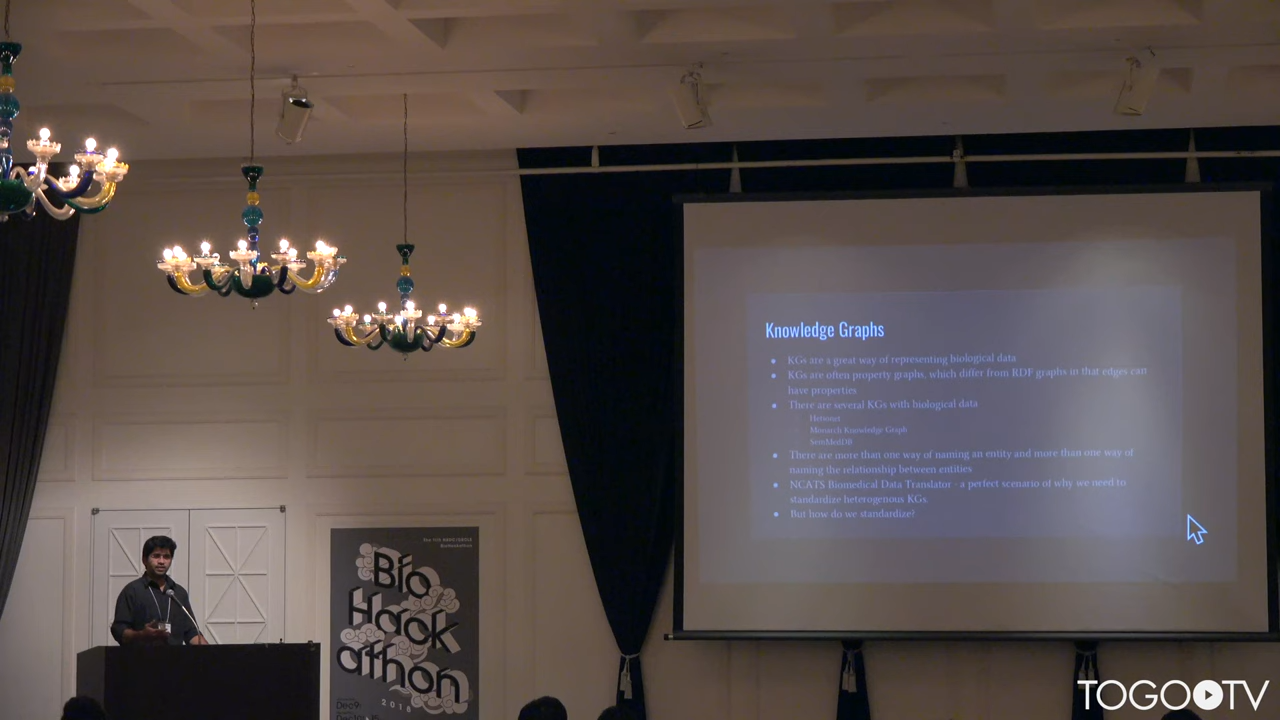 Knowledge Graphs
● KGs are a great way of representing biological data
● KGs are often property graphs, which differ from RDF graphs in that edges can
have properties
● There are several KGs with biological data
Hetionet
Monarch Knowledge Graph
SemMedDB
● There are more than one way of naming an entity and more than one way of
naming the relationship between entities
● NCATS Biomedical Data Translator - a perfect scenario of why we need to
standardize heterogenous KGs.
● But how do we standardize?
Bio
Hack
athon
2018
Dec9
TOGOTV